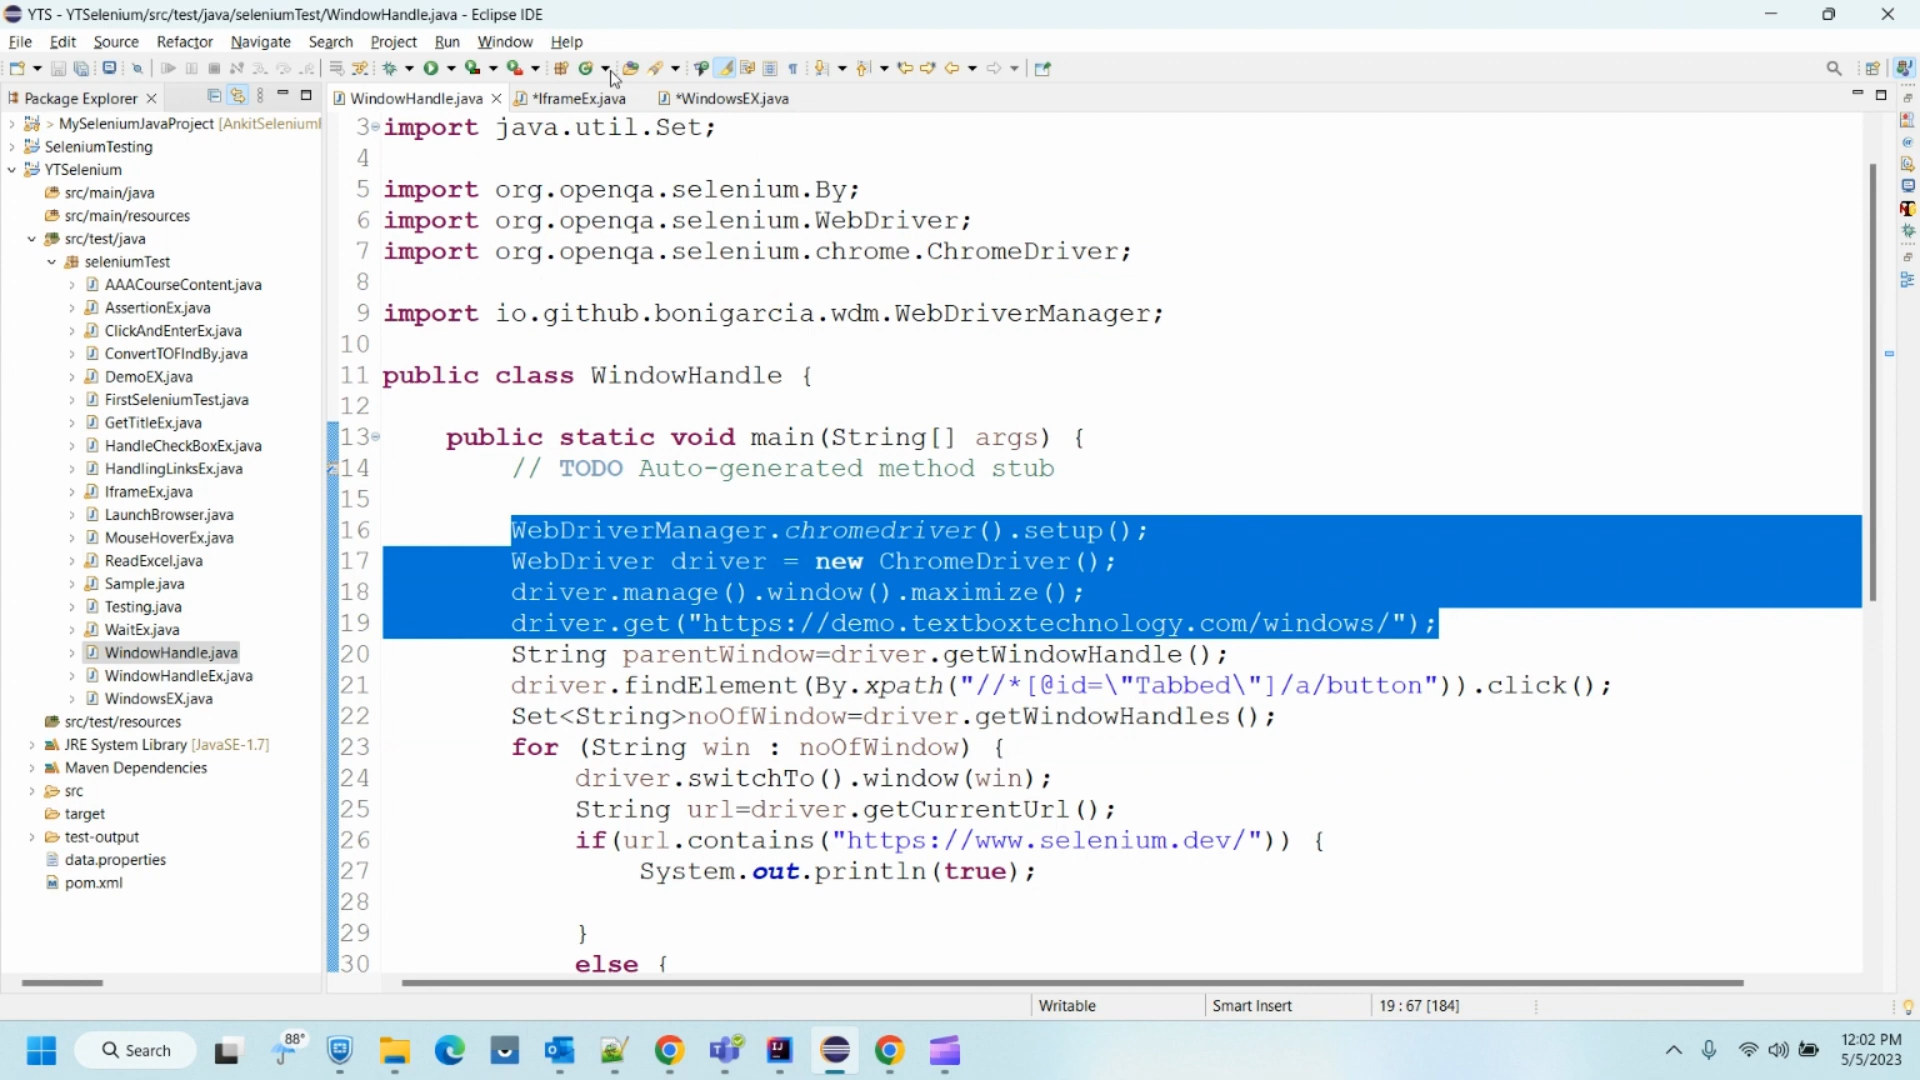 YTS - YTSelenium/src/test/java/seleniumTest/WindowHandle.java - Eclipse IDE
File Edit Source Refactor Navigate Search Project Run Window Help
Package Explorer
WindowHandle.java
*IframeEx.java
*WindowsEX.java
> MySeleniumJavaProject [AnkitSelenium
SeleniumTesting
YTSelenium
src/main/java
src/main/resources
src/test/java
seleniumTest
AAACourseContent.java
AssertionEx.java
ClickAndEnterEx.java
ConvertTOFIndBy.java
DemoEX.java
FirstSeleniumTest.java
GetTitleEx.java
HandleCheckBoxEx.java
HandlingLinksEx.java
IframeEx.java
LaunchBrowser.java
MouseHoverEx.java
ReadExcel.java
Sample.java
Testing.java
WaitEx.java
WindowHandle.java
WindowHandleEx.java
WindowsEX.java
src/test/resources
JRE System Library [JavaSE-1.7]
Maven Dependencies
src
target
test-output
data.properties
pom.xml
3 import java.util.Set;
4
5 import org.openqa.selenium.By;
6 import org.openqa.selenium.WebDriver;
7 import org.openqa.selenium.chrome.ChromeDriver;
8
9 import io.github.bonigarcia.wdm.WebDriverManager;
10
11 public class WindowHandle {
12
13 public static void main(String[] args) {
14 // TODO Auto-generated method stub
15
16 WebDriverManager.chromedriver().setup();
17 WebDriver driver = new ChromeDriver();
18 driver.manage().window().maximize();
19 driver.get("https://demo.textboxtechnology.com/windows/");
20 String parentWindow=driver.getWindowHandle();
21 driver.findElement(By.xpath("//*[@id=\"Tabbed\"]/a/button")).click();
22 Set<String>noOfWindow=driver.getWindowHandles();
23 for (String win : noOfWindow) {
24 driver.switchTo().window(win);
25 String url=driver.getCurrentUrl();
26 if(url.contains("https://www.selenium.dev/")) {
27 System.out.println(true);
28
29 }
30 else {
Writable Smart Insert 19 : 67 [184]
Search
88°
12:02 PM
5/5/2023